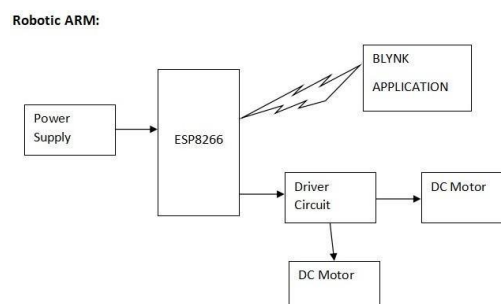 Robotic ARM:
BLYNK
APPLICATION
Power
Supply
ESP8266
Driver
Circuit
DC Motor
DC Motor